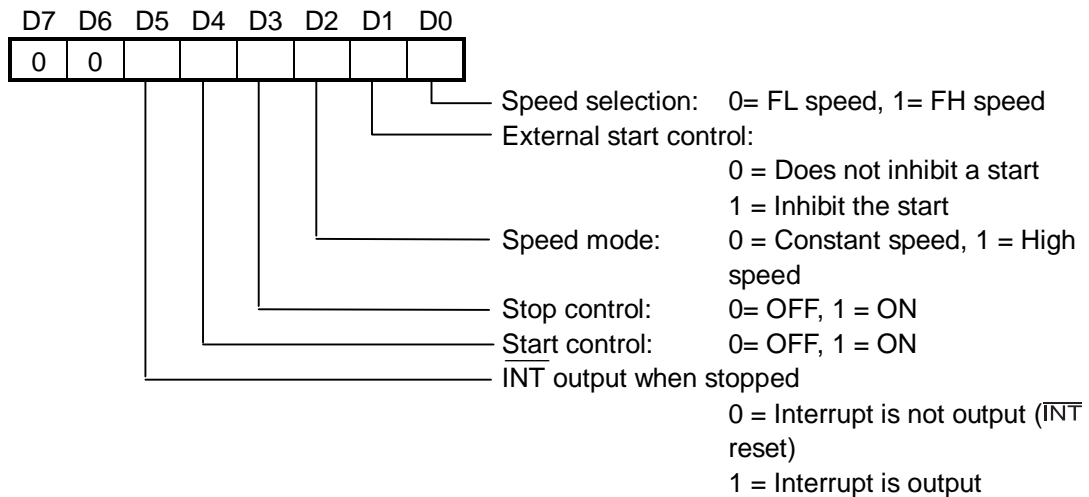 D7 D6 D5 D4 D3 D2 D1 D0
0 0
Speed selection: 0= FL speed, 1= FH speed
External start control:
0 = Does not inhibit a start
1 = Inhibit the start
Speed mode: 0 = Constant speed, 1 = High
speed
Stop control: 0= OFF, 1 = ON
Start control: 0= OFF, 1 = ON
I̅N̅T̅ output when stopped
0 = Interrupt is not output (I̅N̅T̅
reset)
1 = Interrupt is output